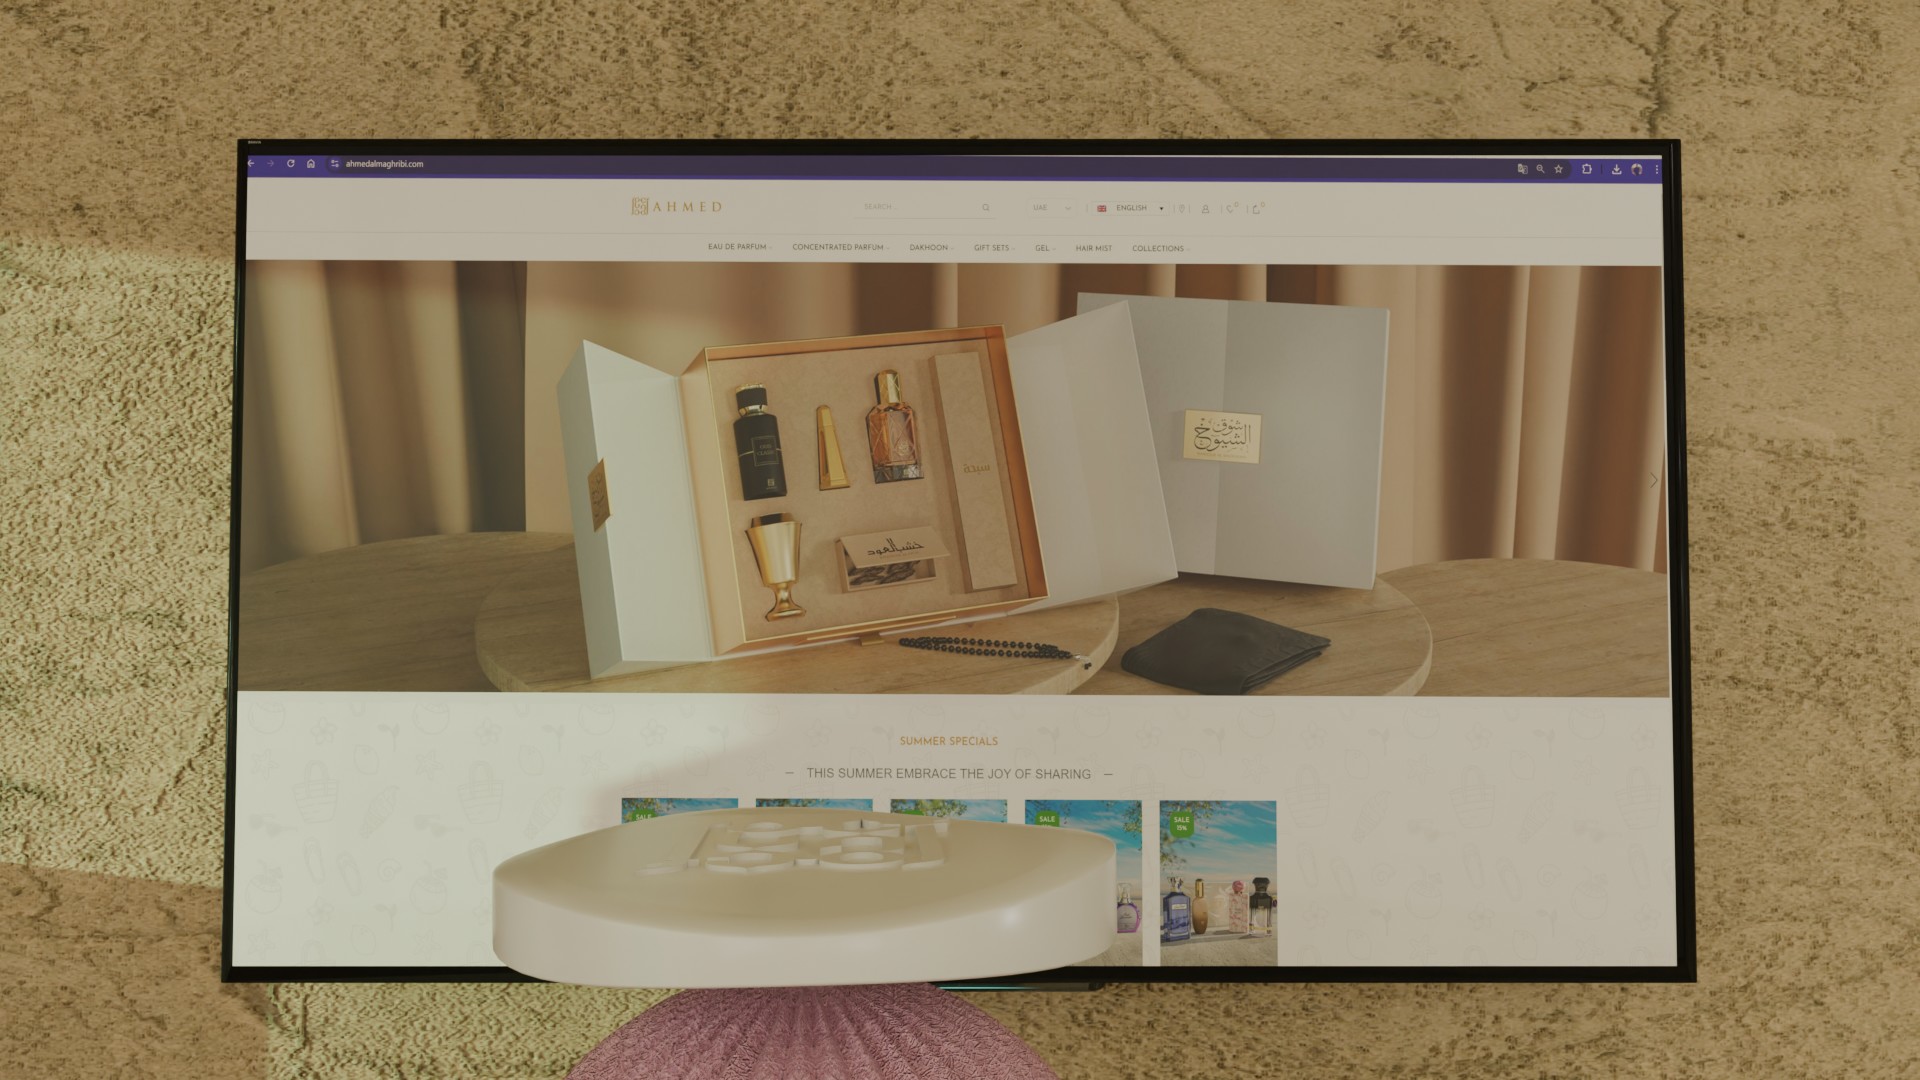 ahmedalmaghribi.com
AHMED
SEARCH
UAE
ENGLISH
EAU DE PARFUM
CONCENTRATED PARFUM
DAKHOON
GIFT SETS
GEL
HAIR MIST
COLLECTIONS
شوق الشيوخ
سبحة
خشب العود
SUMMER SPECIALS
— THIS SUMMER EMBRACE THE JOY OF SHARING —
SALE
SALE
SALE
15%